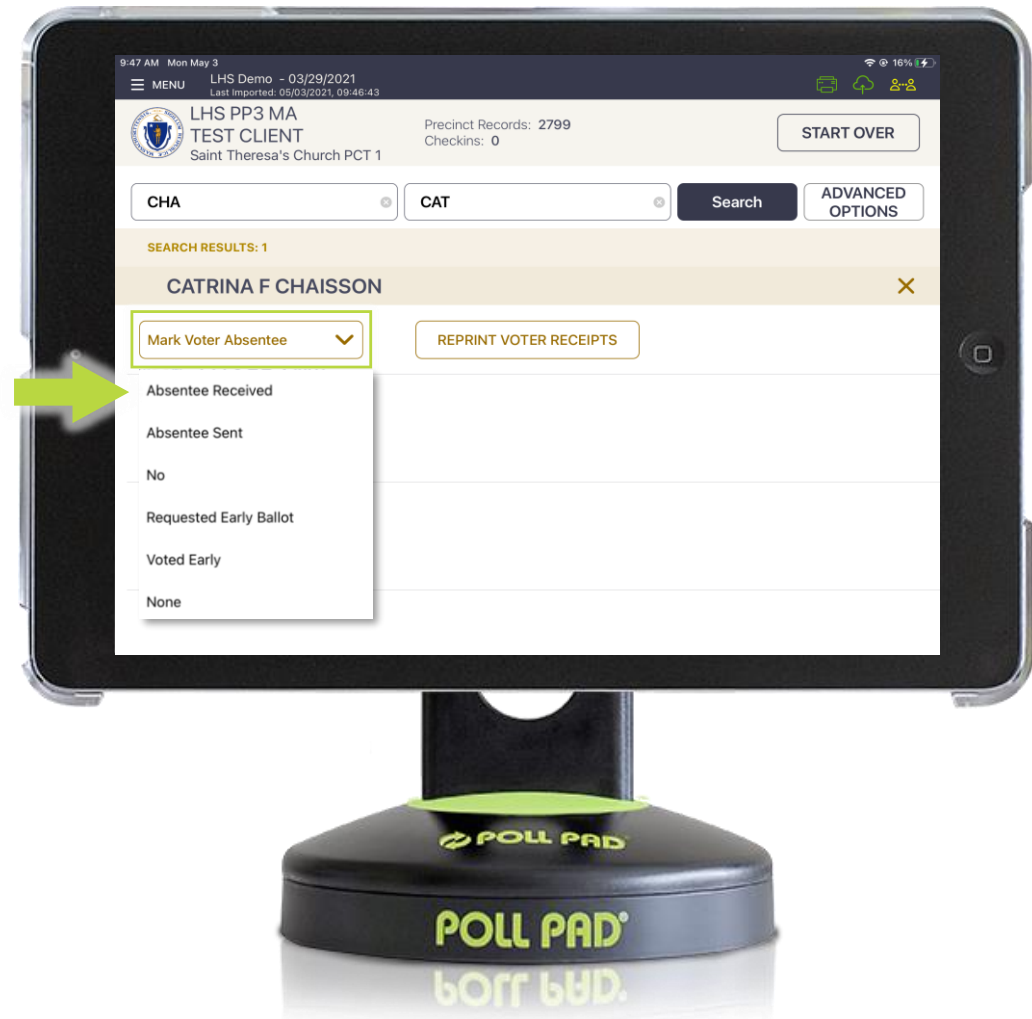 9:47 AM Mon May 3
16%
MENU
LHS Demo - 03/29/2021
Last Imported: 05/03/2021, 09:46:43
LHS PP3 MA
TEST CLIENT
Saint Theresa's Church PCT 1
Precinct Records: 2799
Checkins: 0
START OVER
CHA
CAT
Search
ADVANCED
OPTIONS
SEARCH RESULTS: 1
CATRINA F CHAISSON
Mark Voter Absentee
REPRINT VOTER RECEIPTS
Absentee Received
Absentee Sent
No
Requested Early Ballot
Voted Early
None
POLL PAD
POLL PAD®